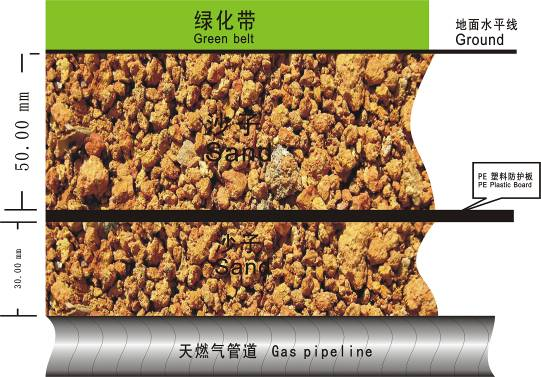 绿化带
Green belt
地面水平线
Ground
50.00 mm
沙子
Sand
PE 塑料防护板
PE Plastic Board
30.00 mm
沙子
Sand
天燃气管道 Gas pipeline